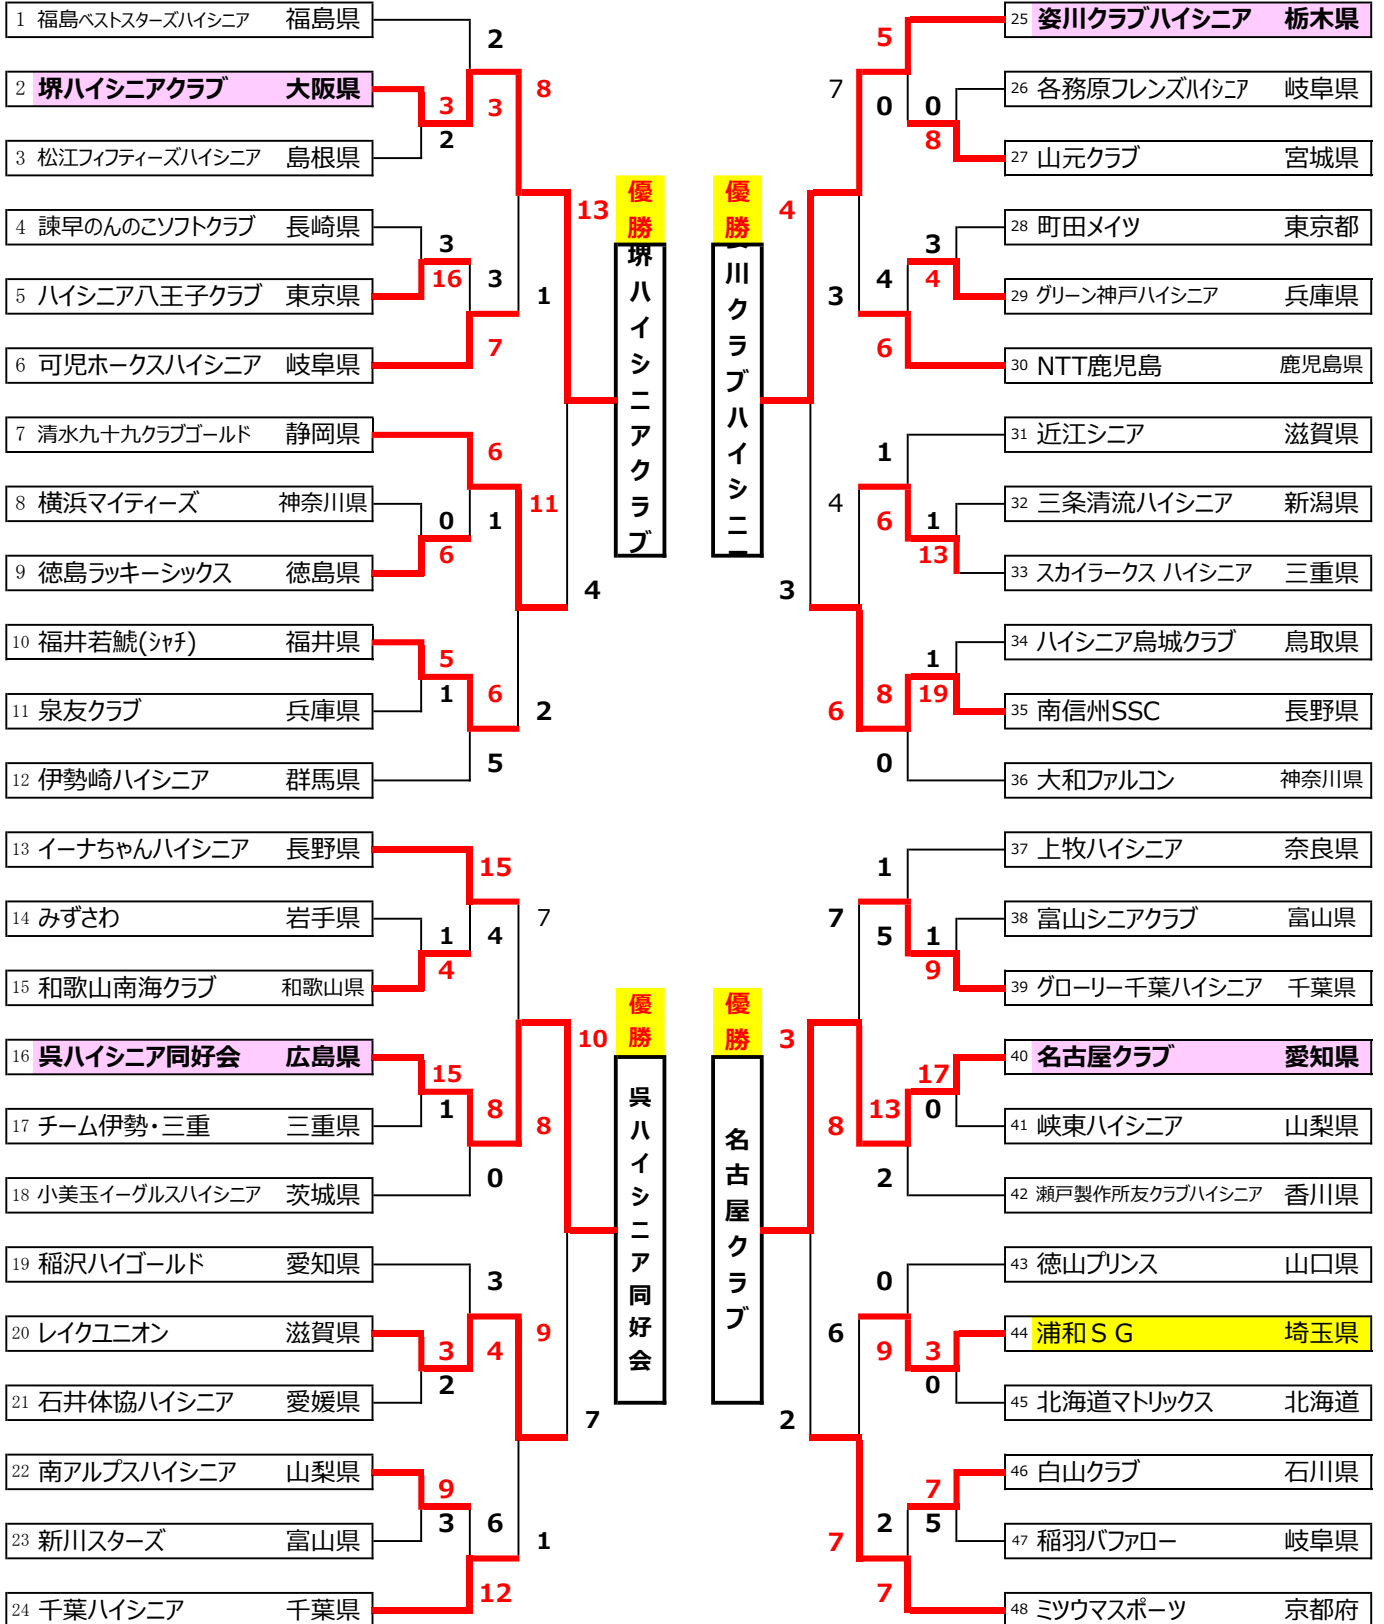 1 福島ベストスターズハイシニア 福島県
2
2 堺ハイシニアクラブ 大阪県
8
3 3
2
3 松江フィフティーズハイシニア 島根県
優勝
13
4 諫早のんのこソフトクラブ 長崎県
3
16 3
1
5 ハイシニア八王子クラブ 東京県
堺ハイシニアクラブ
7
6 可児ホークスハイシニア 岐阜県
7 清水九十九クラブゴールド 静岡県
6
8 横浜マイティーズ 神奈川県
11
0 1
6
9 徳島ラッキーシックス 徳島県
4
10 福井若鯱(シャチ) 福井県
5
1 6
2
11 泉友クラブ 兵庫県
5
12 伊勢崎ハイシニア 群馬県
13 イーナちゃんハイシニア 長野県
15
14 みずさわ 岩手県
7
1 4
4
15 和歌山南海クラブ 和歌山県
優勝
10
16 呉ハイシニア同好会 広島県
15
1 8
8
17 チーム伊勢・三重 三重県
呉ハイシニア同好会
0
18 小美玉イーグルスハイシニア 茨城県
19 稲沢ハイゴールド 愛知県
3
20 レイクユニオン 滋賀県
9
3 4
2
21 石井体協ハイシニア 愛媛県
7
22 南アルプスハイシニア 山梨県
9
3 6
1
23 新川スターズ 富山県
12
24 千葉ハイシニア 千葉県
25 姿川クラブハイシニア 栃木県
5
7
26 各務原フレンズハイシニア 岐阜県
0 0
8
27 山元クラブ 宮城県
優勝
4
28 町田メイツ 東京都
3
4 4
3
29 グリーン神戸ハイシニア 兵庫県
川クラブハイシニ
6
30 NTT鹿児島 鹿児島県
31 近江シニア 滋賀県
1
4
32 三条清流ハイシニア 新潟県
6 1
13
33 スカイラークス ハイシニア 三重県
3
34 ハイシニア烏城クラブ 鳥取県
1
8 19
6
35 南信州SSC 長野県
0
36 大和ファルコン 神奈川県
37 上牧ハイシニア 奈良県
1
7
38 富山シニアクラブ 富山県
5 1
9
39 グローリー千葉ハイシニア 千葉県
優勝
3
40 名古屋クラブ 愛知県
17
13 0
8
41 峡東ハイシニア 山梨県
名古屋クラブ
2
42 瀬戸製作所友クラブハイシニア 香川県
43 徳山プリンス 山口県
0
6
44 浦和SG 埼玉県
9 3
0
45 北海道マトリックス 北海道
2
46 白山クラブ 石川県
7
2 5
7
47 稲羽バファロー 岐阜県
7
48 ミツウマスポーツ 京都府